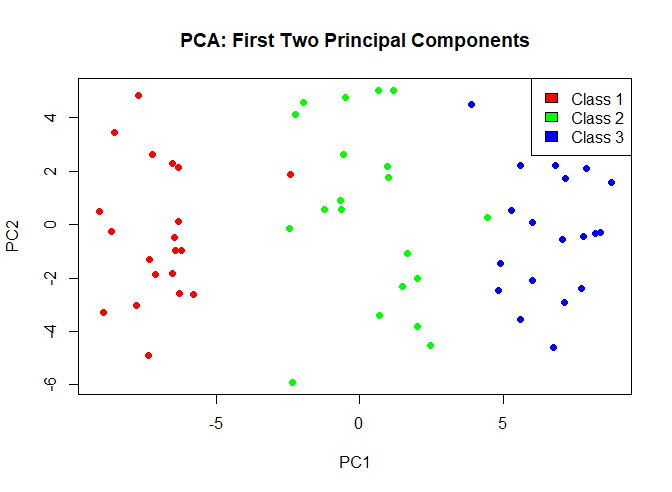 PCA: First Two Principal Components
Class 1
Class 2
Class 3
4
2
0
-2
-4
-6
PC2
-5
0
5
PC1